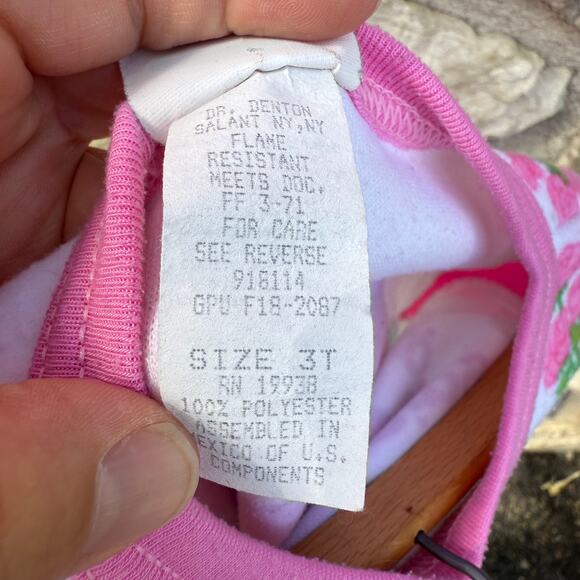 DR. DENTON
SALANT NY,NY
FLAME
RESISTANT
MEETS DOC.
FF 3-71
FOR CARE
SEE REVERSE
918114
GPU F18-2087
SIZE 3T
RN 19938
100% POLYESTER
ASSEMBLED IN
MEXICO OF U.S.
COMPONENTS